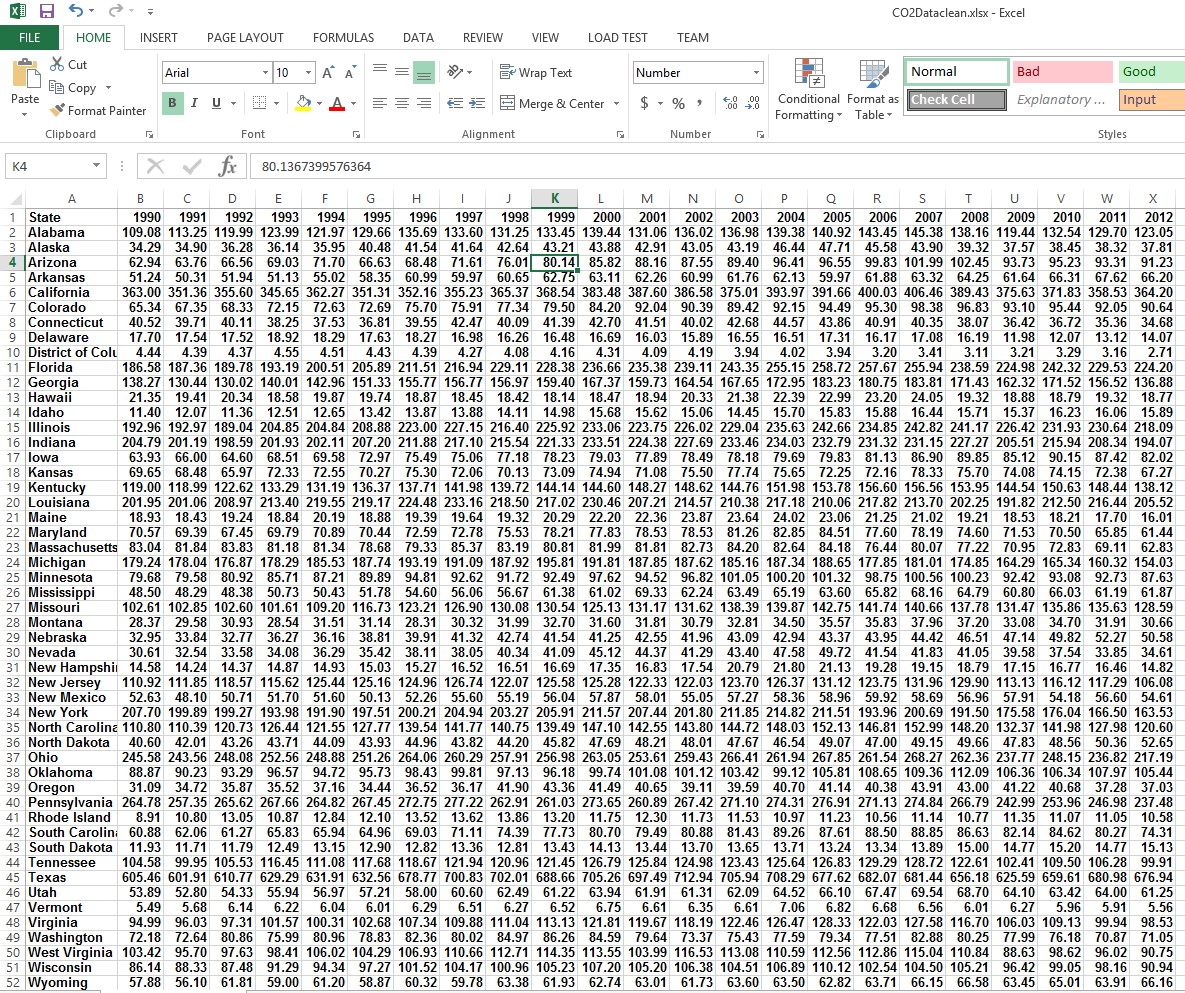 CO2Dataclean.xlsx - Excel
FILE HOME INSERT PAGE LAYOUT FORMULAS DATA REVIEW VIEW LOAD TEST TEAM
Cut
Copy
Format Painter
Paste
Clipboard
Arial 10 A A
B I U A
Font
Wrap Text
Merge & Center
Alignment
Number
$ % ,
Number
Conditional Formatting
Format as Table
Normal Bad Good
Check Cell Explanatory ... Input
Styles
K4 fx 80.1367399576364
A B C D E F G H I J K L M N O P Q R S T U V W X
1 State 1990 1991 1992 1993 1994 1995 1996 1997 1998 1999 2000 2001 2002 2003 2004 2005 2006 2007 2008 2009 2010 2011 2012
2 Alabama 109.08 113.25 119.99 123.99 121.97 129.66 135.69 133.60 131.25 133.45 139.44 131.06 136.02 136.98 139.38 140.92 143.45 145.38 138.16 119.44 132.54 129.70 123.05
3 Alaska 34.29 34.90 36.28 36.14 35.95 40.48 41.54 41.64 42.64 43.21 43.88 42.91 43.05 43.19 46.44 47.71 45.58 43.90 39.32 37.57 38.45 38.32 37.81
4 Arizona 62.94 63.76 66.56 69.03 71.70 66.63 68.48 71.61 76.01 80.14 85.82 88.16 87.55 89.40 96.41 96.55 99.83 101.99 102.45 93.73 95.23 93.31 91.23
5 Arkansas 51.24 50.31 51.94 51.13 55.02 58.35 60.99 59.97 60.65 62.75 63.11 62.26 60.99 61.76 62.13 59.97 61.88 63.32 64.25 61.64 66.31 67.62 66.20
6 California 363.00 351.36 355.60 345.65 362.27 351.31 352.16 355.23 365.37 368.54 383.48 387.60 386.58 375.01 393.97 391.66 400.03 406.46 389.43 375.63 371.83 358.53 364.20
7 Colorado 65.34 67.35 68.33 72.15 72.63 72.69 75.70 75.91 77.34 79.50 84.20 92.04 90.39 89.42 92.15 94.49 95.30 98.38 96.83 93.10 95.44 92.05 90.64
8 Connecticut 40.52 39.71 40.11 38.25 37.53 36.81 39.55 42.47 40.09 41.39 42.70 41.51 40.02 42.68 44.57 43.86 40.91 40.35 38.07 36.42 36.72 35.36 34.68
9 Delaware 17.70 17.54 17.52 18.92 18.29 17.63 18.27 16.98 16.26 16.48 16.69 16.03 15.89 16.55 16.51 17.31 16.17 17.08 16.19 11.98 12.07 13.12 14.07
10 District of Colu 4.44 4.39 4.37 4.55 4.51 4.43 4.39 4.27 4.08 4.16 4.31 4.09 4.19 3.94 4.02 3.94 3.20 3.41 3.11 3.21 3.29 3.16 2.71
11 Florida 186.58 187.36 189.78 193.19 200.51 205.89 211.51 216.94 229.11 228.38 236.66 235.38 239.11 243.35 255.15 258.72 257.67 255.94 238.59 224.98 242.32 229.53 224.20
12 Georgia 138.27 130.44 130.02 140.01 142.96 151.33 155.77 156.77 156.97 159.40 167.37 159.73 164.54 167.65 172.95 183.23 180.75 183.81 171.43 162.32 171.52 156.52 136.88
13 Hawaii 21.35 19.41 20.34 18.58 19.87 19.74 18.87 18.45 18.42 18.14 18.47 18.94 20.33 21.38 22.39 22.99 23.20 24.05 19.32 18.88 18.79 19.32 18.77
14 Idaho 11.40 12.07 11.36 12.51 12.65 13.42 13.87 13.88 14.11 14.98 15.68 15.62 15.06 14.45 15.70 15.83 15.88 16.44 15.71 15.37 16.23 16.06 15.89
15 Illinois 192.96 192.97 189.04 204.85 204.84 208.88 223.00 227.15 216.40 225.92 233.06 223.75 226.02 229.04 235.63 242.66 234.85 242.82 241.17 226.42 231.93 230.64 218.09
16 Indiana 204.79 201.19 198.59 201.93 202.11 207.20 211.88 217.10 215.54 221.33 233.51 224.38 227.69 233.46 234.03 232.79 231.32 231.15 227.27 205.51 215.94 208.34 194.07
17 Iowa 63.93 66.00 64.60 68.51 69.58 72.97 75.49 75.06 77.18 78.23 79.03 77.89 78.49 78.18 79.69 79.83 81.13 86.90 89.85 85.12 90.15 87.42 82.02
18 Kansas 69.65 68.48 65.97 72.33 72.55 70.27 75.30 72.06 70.13 73.09 74.94 71.08 75.50 77.74 75.65 72.25 72.16 78.33 75.70 74.08 74.15 72.38 67.27
19 Kentucky 119.00 118.99 122.62 133.29 131.19 136.37 137.71 141.98 139.72 144.14 144.60 148.27 148.62 144.76 151.98 153.78 156.60 156.56 153.95 144.54 150.63 148.44 138.12
20 Louisiana 201.95 201.06 208.97 213.40 219.55 219.17 224.48 233.16 218.50 217.02 230.46 207.21 214.57 210.38 217.18 210.06 217.82 213.70 202.25 191.82 212.50 216.44 205.52
21 Maine 18.93 18.43 19.24 18.84 20.19 18.88 19.39 19.64 19.32 20.29 22.20 22.36 23.87 23.64 24.02 23.06 21.25 21.02 19.21 18.53 18.21 17.70 16.01
22 Maryland 70.57 69.39 67.45 69.79 70.89 70.44 72.59 72.78 75.53 78.21 77.83 78.53 78.53 81.26 82.85 84.51 77.60 78.19 74.60 71.53 70.50 65.85 61.44
23 Massachusetts 83.04 81.84 83.83 81.18 81.34 78.68 79.33 85.37 83.19 80.81 81.99 81.81 82.73 84.20 82.64 84.18 76.44 80.07 77.22 70.95 72.83 69.11 62.83
24 Michigan 179.24 178.04 176.87 178.29 185.53 187.74 193.19 191.09 187.92 195.81 191.81 187.85 187.62 185.16 187.34 188.65 177.85 181.01 174.85 164.29 165.34 160.32 154.03
25 Minnesota 79.68 79.58 80.92 85.71 87.21 89.89 94.81 92.62 91.72 92.49 97.62 94.52 96.82 101.05 100.20 101.32 98.75 100.56 100.23 92.42 93.08 92.73 87.63
26 Mississippi 48.50 48.29 48.38 50.73 50.43 51.78 54.60 56.06 56.67 61.38 61.02 69.33 62.24 63.49 65.19 63.60 65.82 68.16 64.79 60.80 66.03 61.19 61.87
27 Missouri 102.61 102.85 102.60 101.61 109.20 116.73 123.21 126.90 130.08 130.54 125.13 131.17 131.62 138.39 139.87 142.75 141.74 140.66 137.78 131.47 135.86 135.63 128.59
28 Montana 28.37 29.58 30.93 28.54 31.51 31.14 28.31 30.32 31.99 32.70 31.60 31.81 30.79 32.81 34.50 35.57 35.83 37.96 37.20 33.08 34.70 31.91 30.66
29 Nebraska 32.95 33.84 32.77 36.27 36.16 38.81 39.91 41.32 42.74 41.54 41.25 42.55 41.96 43.09 42.94 43.37 43.95 44.42 46.51 47.14 49.82 52.27 50.58
30 Nevada 30.61 32.54 33.58 34.08 36.29 35.42 38.11 38.05 40.34 41.09 45.12 44.37 41.29 43.40 47.58 49.72 41.54 41.83 41.05 39.58 37.54 33.85 34.61
31 New Hampshi 14.58 14.24 14.37 14.87 14.93 15.03 15.27 16.52 16.51 16.69 17.35 16.83 17.54 20.79 21.80 21.13 19.28 19.15 18.79 17.15 16.77 16.46 14.82
32 New Jersey 110.92 111.85 118.57 115.62 125.44 125.16 124.96 126.74 122.07 125.58 125.28 122.33 122.03 123.70 126.37 131.12 123.75 131.96 129.90 113.13 116.12 117.29 106.08
33 New Mexico 52.63 48.10 50.71 51.70 51.60 50.13 52.26 55.60 55.19 56.04 57.87 58.01 55.05 57.27 58.36 58.96 59.92 58.69 56.96 57.91 54.18 56.60 54.61
34 New York 207.70 199.89 199.27 193.98 191.90 197.51 200.21 204.94 203.27 205.91 211.57 207.44 201.80 211.85 214.82 211.51 193.96 200.69 191.50 175.58 176.04 166.50 163.53
35 North Carolina 110.80 110.39 120.73 126.44 121.55 127.77 139.54 141.77 140.75 139.49 147.10 142.55 143.80 144.72 148.03 152.13 146.81 152.99 148.20 132.37 141.98 127.98 120.60
36 North Dakota 40.60 42.01 43.26 43.71 44.09 43.93 44.96 43.82 44.20 45.82 47.69 48.21 48.01 47.67 46.54 49.07 47.00 49.15 49.66 47.83 48.56 50.36 52.65
37 Ohio 245.58 243.56 248.08 252.56 248.88 251.26 264.06 260.29 257.91 256.98 263.05 253.61 259.43 266.41 261.94 267.85 261.54 268.27 262.36 237.77 248.15 236.82 217.19
38 Oklahoma 88.87 90.23 93.29 96.57 94.72 95.73 98.43 99.81 97.13 96.18 99.74 101.08 101.12 103.42 99.12 105.81 108.65 109.36 112.09 106.36 106.34 107.97 105.44
39 Oregon 31.09 34.72 35.87 35.52 37.16 34.44 36.52 36.17 41.90 43.36 41.49 40.65 39.11 39.59 40.70 41.14 40.38 43.91 43.00 41.22 40.68 37.28 37.03
40 Pennsylvania 264.78 257.35 265.62 267.66 264.82 267.45 272.75 277.22 262.91 261.03 273.65 260.89 267.42 271.10 274.31 276.91 271.13 274.84 266.79 242.99 253.96 246.98 237.48
41 Rhode Island 8.91 10.80 13.05 10.87 12.84 12.10 13.52 13.62 13.86 13.20 11.75 12.30 11.73 11.53 10.97 11.23 10.56 11.14 10.77 11.35 11.07 11.05 10.58
42 South Carolina 60.88 62.06 61.27 65.83 65.94 64.96 69.03 71.11 74.39 77.73 80.70 79.49 80.88 81.43 89.26 87.61 88.50 88.85 86.63 82.14 84.62 80.27 74.31
43 South Dakota 11.93 11.71 11.79 12.49 13.15 12.90 12.82 13.36 12.81 13.43 14.13 13.44 13.70 13.65 13.71 13.24 13.34 13.89 15.00 14.77 15.20 14.77 15.13
44 Tennessee 104.58 99.95 105.53 116.45 111.08 117.68 118.67 121.94 120.96 121.45 126.79 125.84 124.98 123.43 125.64 126.83 129.29 128.72 122.61 102.41 109.50 106.28 99.91
45 Texas 605.46 601.91 610.77 629.29 631.91 632.56 678.77 700.83 702.01 688.66 705.26 697.49 712.94 705.94 708.29 677.62 682.07 681.44 656.18 625.59 659.61 680.98 676.94
46 Utah 53.89 52.80 54.33 55.94 56.97 57.21 58.00 60.60 62.49 61.22 63.94 61.91 61.31 62.09 64.52 66.10 67.47 69.54 68.70 64.10 63.42 64.00 61.25
47 Vermont 5.49 5.68 6.14 6.22 6.04 6.01 6.29 6.51 6.27 6.52 6.75 6.61 6.35 6.61 7.06 6.82 6.68 6.56 6.01 6.27 5.96 5.91 5.56
48 Virginia 94.99 96.03 97.31 101.57 100.31 102.68 107.34 109.88 111.04 113.13 121.81 119.67 118.19 122.46 126.47 128.33 122.03 127.58 116.70 106.03 109.13 99.94 98.53
49 Washington 72.18 72.64 80.86 75.99 80.96 78.83 82.36 80.02 84.97 86.26 84.59 79.64 73.37 75.43 77.59 79.34 77.51 82.88 80.25 77.99 76.18 70.87 71.05
50 West Virginia 103.42 95.70 97.63 98.41 106.02 104.29 106.93 110.66 112.71 114.35 113.55 103.99 116.53 113.08 110.59 112.56 112.86 115.04 110.84 88.63 98.62 96.02 90.75
51 Wisconsin 86.14 88.33 87.48 91.29 94.34 97.27 101.52 104.17 100.96 105.23 107.20 105.20 106.38 104.51 106.89 110.12 102.54 104.50 105.21 96.42 99.05 98.16 90.94
52 Wyoming 57.88 56.10 61.81 59.00 61.20 58.87 60.32 59.78 63.38 61.93 62.74 63.01 61.73 63.60 63.50 62.82 63.71 66.15 66.58 63.45 65.01 63.91 66.16